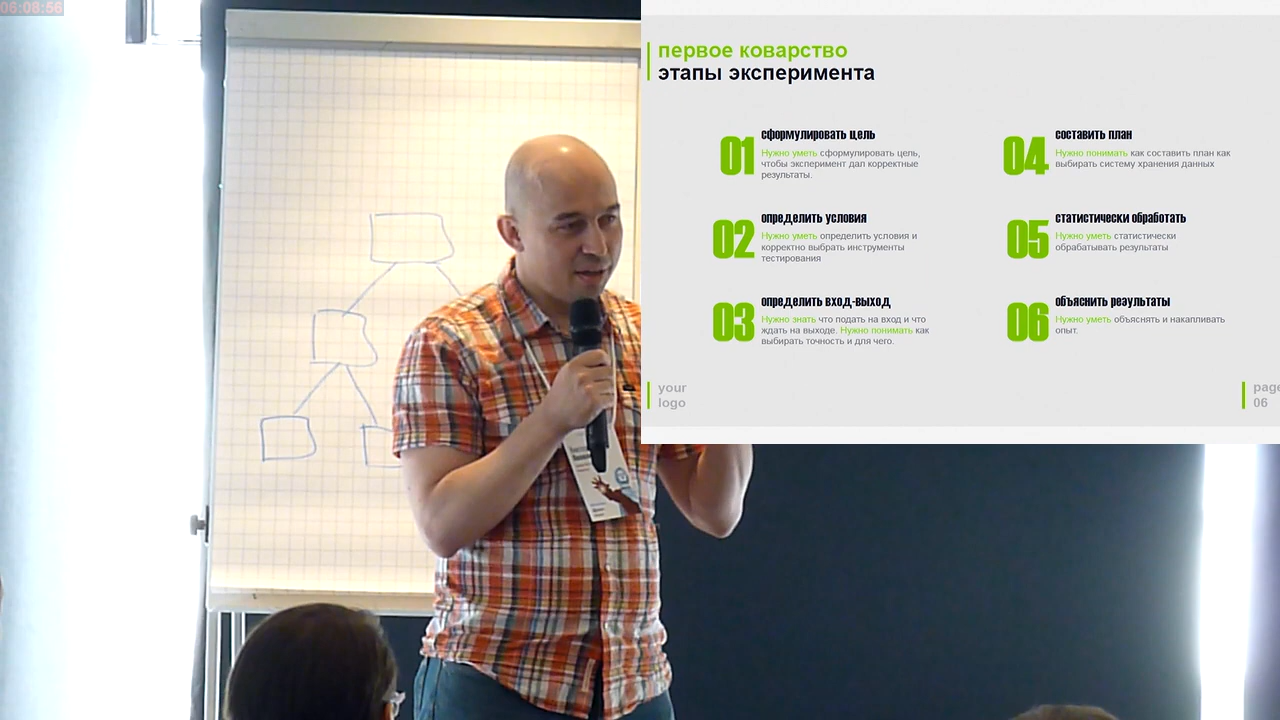 06:08:56
первое коварство
этапы эксперимента
01
сформулировать цель
Нужно уметь сформулировать цель,
чтобы эксперимент дал корректные
результаты.
02
определить условия
Нужно уметь определить условия и
корректно выбрать инструменты
тестирования
03
определить вход-выход
Нужно знать что подать на вход и что
ждать на выходе. Нужно понимать как
выбирать точность и для чего.
04
составить план
Нужно понимать как составить план как
выбирать систему хранения данных
05
статистически обработать
Нужно уметь статистически
обрабатывать результаты
06
объяснить результаты
Нужно уметь объяснять и накапливать
опыт.
your
logo
page
06